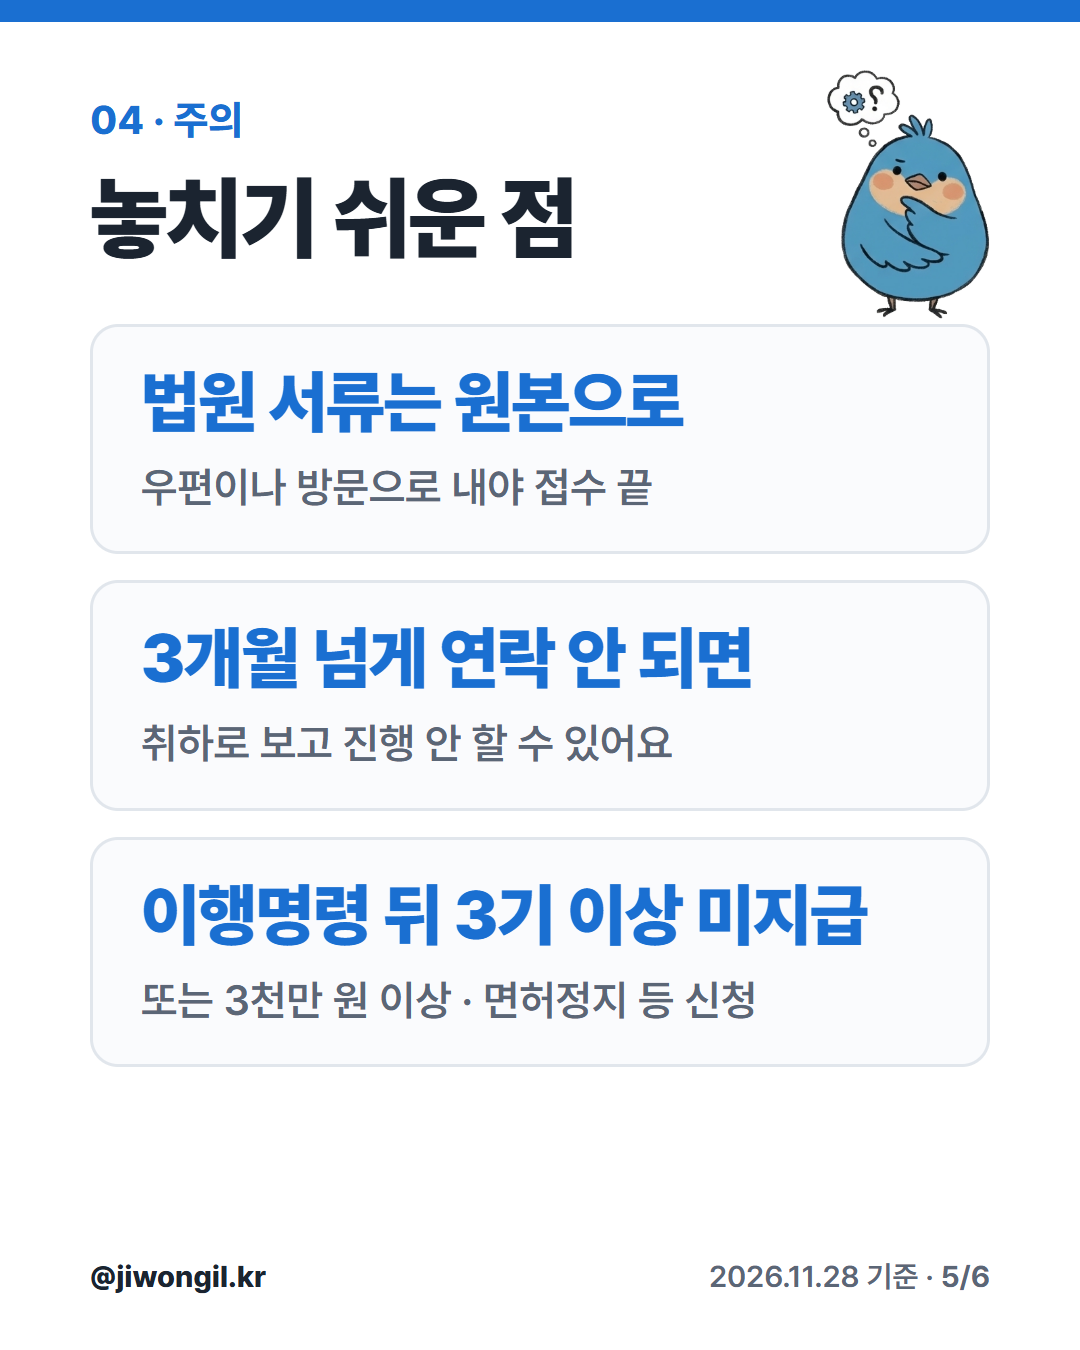 04 · 주의
놓치기 쉬운 점
?
법원 서류는 원본으로
우편이나 방문으로 내야 접수 끝
3개월 넘게 연락 안 되면
취하로 보고 진행 안 할 수 있어요
이행명령 뒤 3기 이상 미지급
또는 3천만 원 이상 · 면허정지 등 신청
@jiwongil.kr
2026.11.28 기준 · 5/6